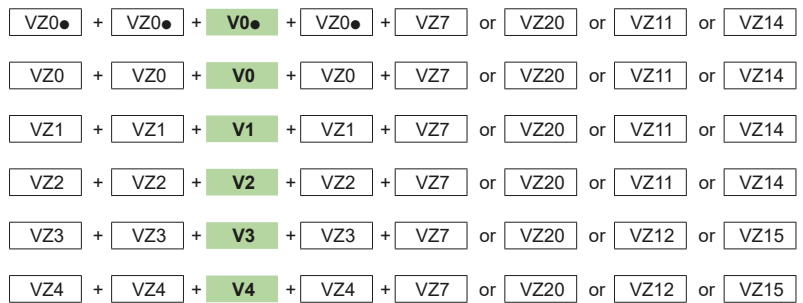 VZ0● + VZ0● + V0● + VZ0● + VZ7 or VZ20 or VZ11 or VZ14
VZ0 + VZ0 + V0 + VZ0 + VZ7 or VZ20 or VZ11 or VZ14
VZ1 + VZ1 + V1 + VZ1 + VZ7 or VZ20 or VZ11 or VZ14
VZ2 + VZ2 + V2 + VZ2 + VZ7 or VZ20 or VZ11 or VZ14
VZ3 + VZ3 + V3 + VZ3 + VZ7 or VZ20 or VZ12 or VZ15
VZ4 + VZ4 + V4 + VZ4 + VZ7 or VZ20 or VZ12 or VZ15